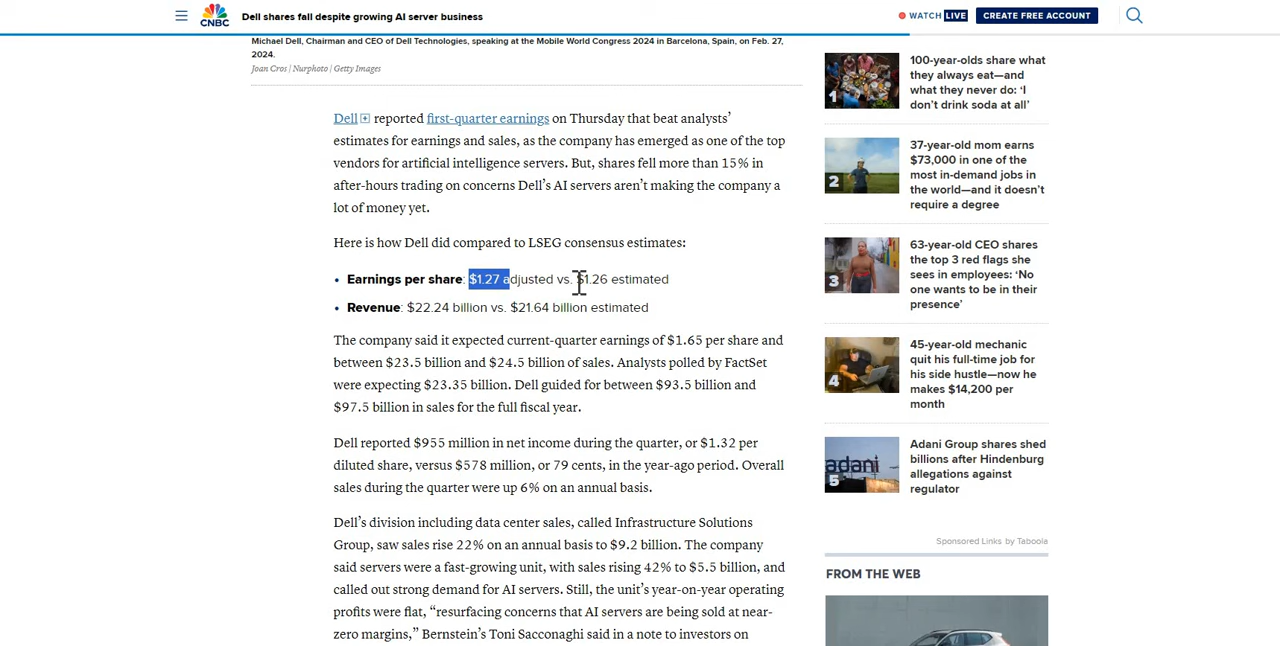 CNBC
Dell shares fall despite growing AI server business
WATCH LIVE
CREATE FREE ACCOUNT
Michael Dell, Chairman and CEO of Dell Technologies, speaking at the Mobile World Congress 2024 in Barcelona, Spain, on Feb. 27,
2024.
Joan Cros | Nurphoto | Getty Images
Dell reported first-quarter earnings on Thursday that beat analysts’
estimates for earnings and sales, as the company has emerged as one of the top
vendors for artificial intelligence servers. But, shares fell more than 15% in
after-hours trading on concerns Dell’s AI servers aren’t making the company a
lot of money yet.
Here is how Dell did compared to LSEG consensus estimates:
• Earnings per share: $1.27 adjusted vs. $1.26 estimated
• Revenue: $22.24 billion vs. $21.64 billion estimated
The company said it expected current-quarter earnings of $1.65 per share and
between $23.5 billion and $24.5 billion of sales. Analysts polled by FactSet
were expecting $23.35 billion. Dell guided for between $93.5 billion and
$97.5 billion in sales for the full fiscal year.
Dell reported $955 million in net income during the quarter, or $1.32 per
diluted share, versus $578 million, or 79 cents, in the year-ago period. Overall
sales during the quarter were up 6% on an annual basis.
Dell’s division including data center sales, called Infrastructure Solutions
Group, saw sales rise 22% on an annual basis to $9.2 billion. The company
said servers were a fast-growing unit, with sales rising 42% to $5.5 billion, and
called out strong demand for AI servers. Still, the unit’s year-on-year operating
profits were flat, “resurfacing concerns that AI servers are being sold at near-
zero margins,” Bernstein’s Toni Sacconaghi said in a note to investors on
1
100-year-olds share what
they always eat—and
what they never do: ‘I
don’t drink soda at all’
2
37-year-old mom earns
$73,000 in one of the
most in-demand jobs in
the world—and it doesn’t
require a degree
3
63-year-old CEO shares
the top 3 red flags she
sees in employees: ‘No
one wants to be in their
presence’
4
45-year-old mechanic
quit his full-time job for
his side hustle—now he
makes $14,200 per
month
adani
5
Adani Group shares shed
billions after Hindenburg
allegations against
regulator
Sponsored Links by Taboola
FROM THE WEB